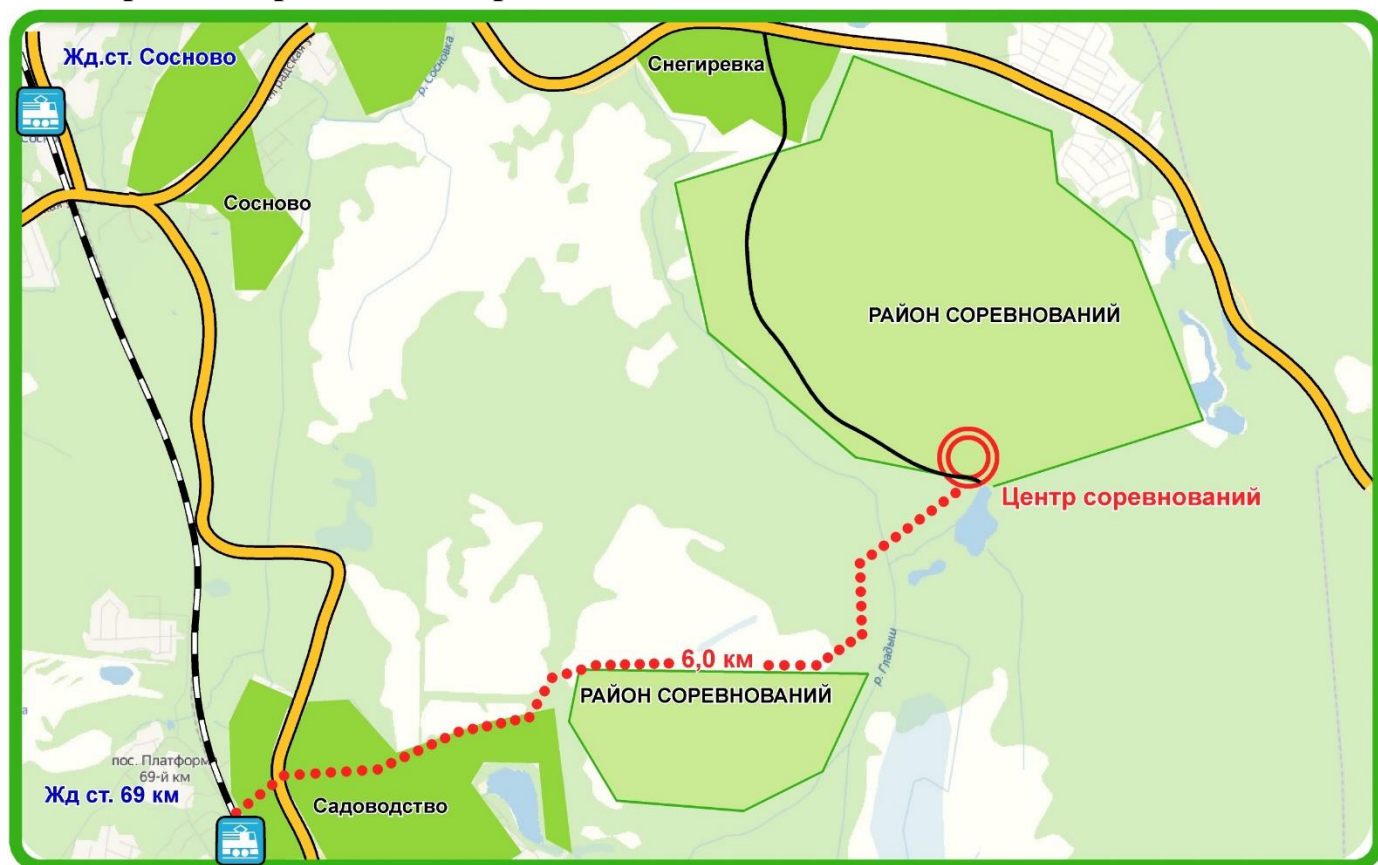 Жд.ст. Сосново
р. Сосновка
Снегиревка
Сосново
РАЙОН СОРЕВНОВАНИЙ
Центр соревнований
р. Гладыш
6,0 км
РАЙОН СОРЕВНОВАНИЙ
пос. Платформ
69-й км
Жд ст. 69 км
Садоводство